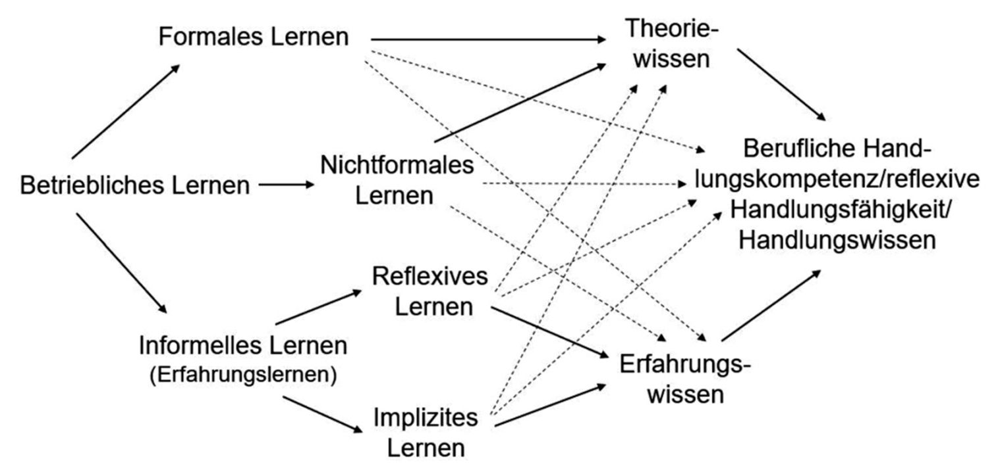 Formales Lernen
Theorie-
wissen
Betriebliches Lernen
Nichtformales
Lernen
Berufliche Hand-
lungskompetenz/reflexive
Handlungsfähigkeit/
Handlungswissen
Reflexives
Lernen
Informelles Lernen
(Erfahrungslernen)
Erfahrungs-
wissen
Implizites
Lernen